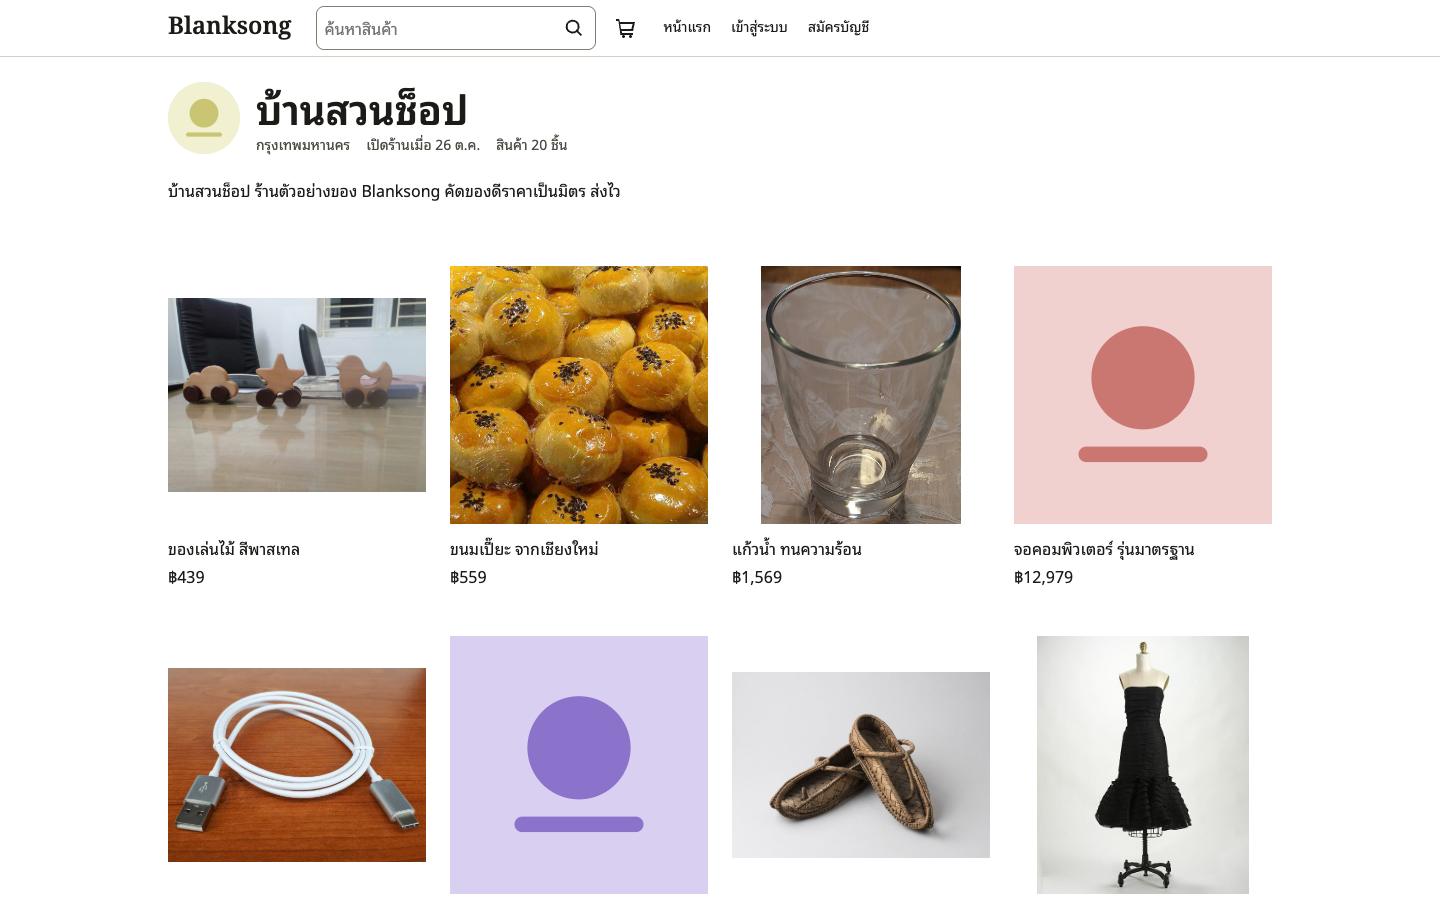 Blanksong
ค้นหาสินค้า
หน้าแรก
เข้าสู่ระบบ
สมัครบัญชี
บ้านสวนช็อป
กรุงเทพมหานคร เปิดร้านเมื่อ 26 ต.ค. สินค้า 20 ชิ้น
บ้านสวนช็อป ร้านตัวอย่างของ Blanksong คัดของดีราคาเป็นมิตร ส่งไว
ของเล่นไม้ สีพาสเทล
฿439
ขนมเปี๊ยะ จากเชียงใหม่
฿559
แก้วน้ำ ทนความร้อน
฿1,569
จอคอมพิวเตอร์ รุ่นมาตรฐาน
฿12,979